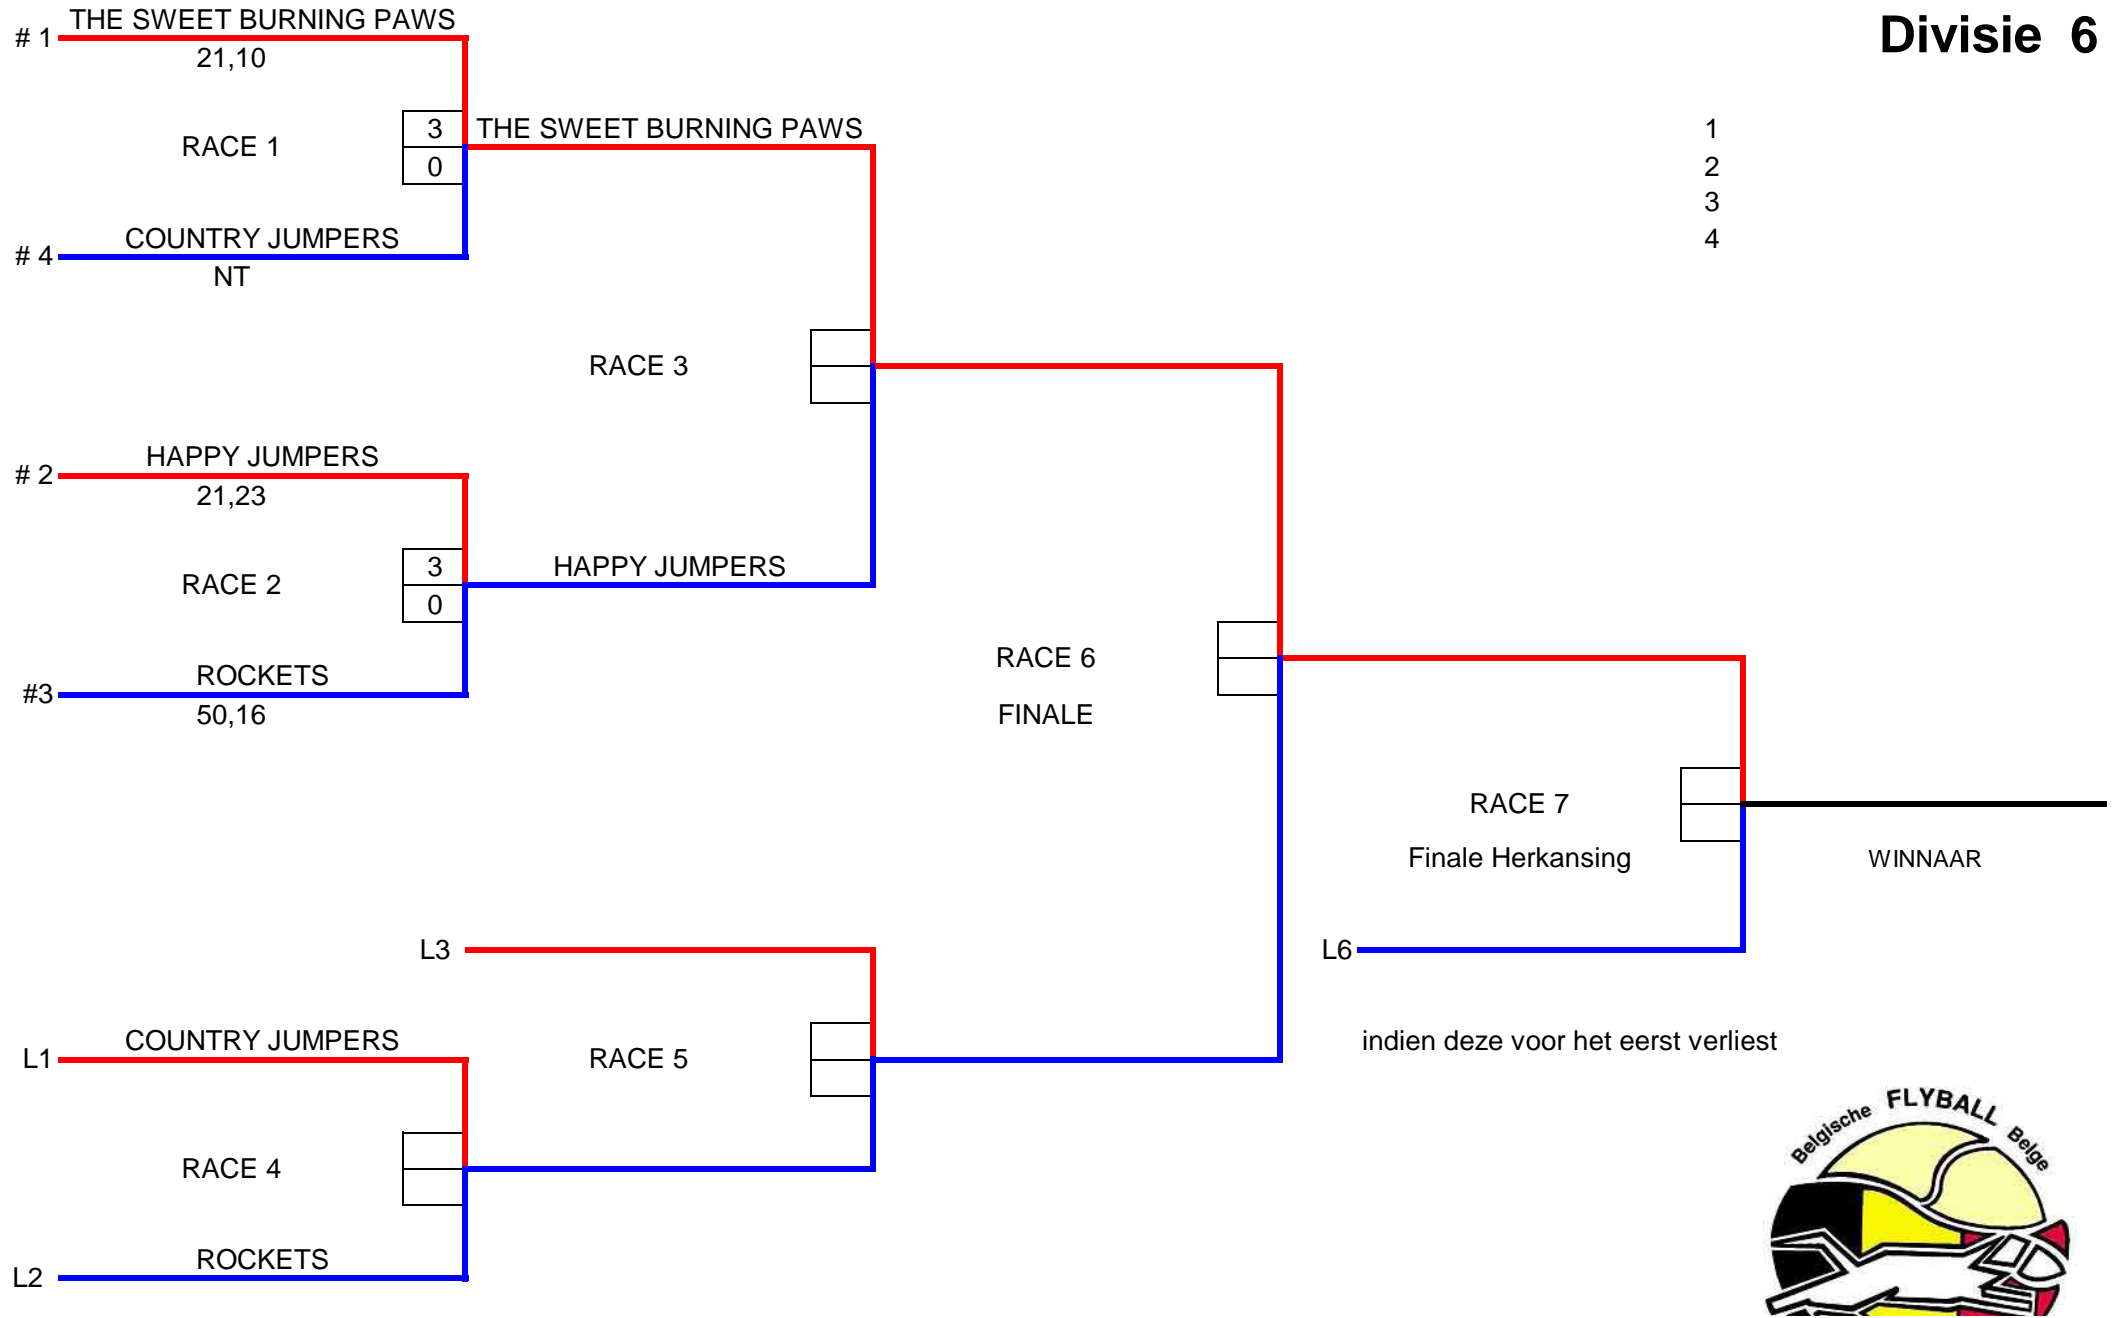 Divisie 6
THE SWEET BURNING PAWS
# 1
21,10
RACE 1
3
0
THE SWEET BURNING PAWS
COUNTRY JUMPERS
# 4
NT
1
2
3
4
RACE 3
HAPPY JUMPERS
# 2
21,23
RACE 2
3
0
HAPPY JUMPERS
ROCKETS
#3
50,16
RACE 6
FINALE
RACE 7
Finale Herkansing
WINNAAR
L3
L6
COUNTRY JUMPERS
L1
RACE 5
indien deze voor het eerst verliest
RACE 4
ROCKETS
L2
Belgische FLYBALL Belge